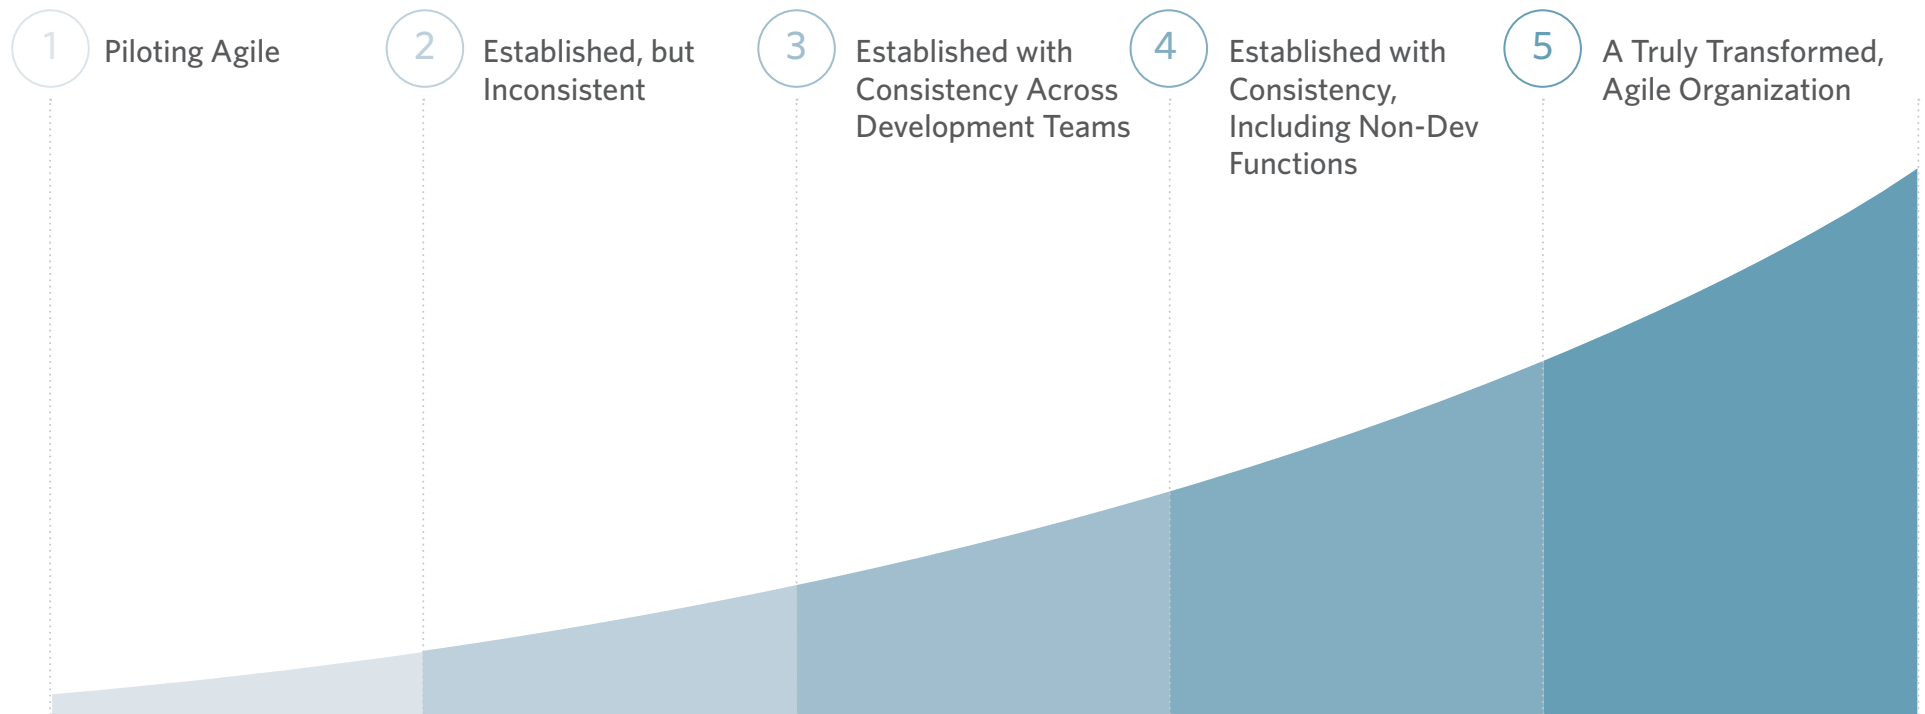 1
Piloting Agile
2
Established, but
Inconsistent
3
Established with
Consistency Across
Development Teams
4
Established with
Consistency,
Including Non-Dev
Functions
5
A Truly Transformed,
Agile Organization